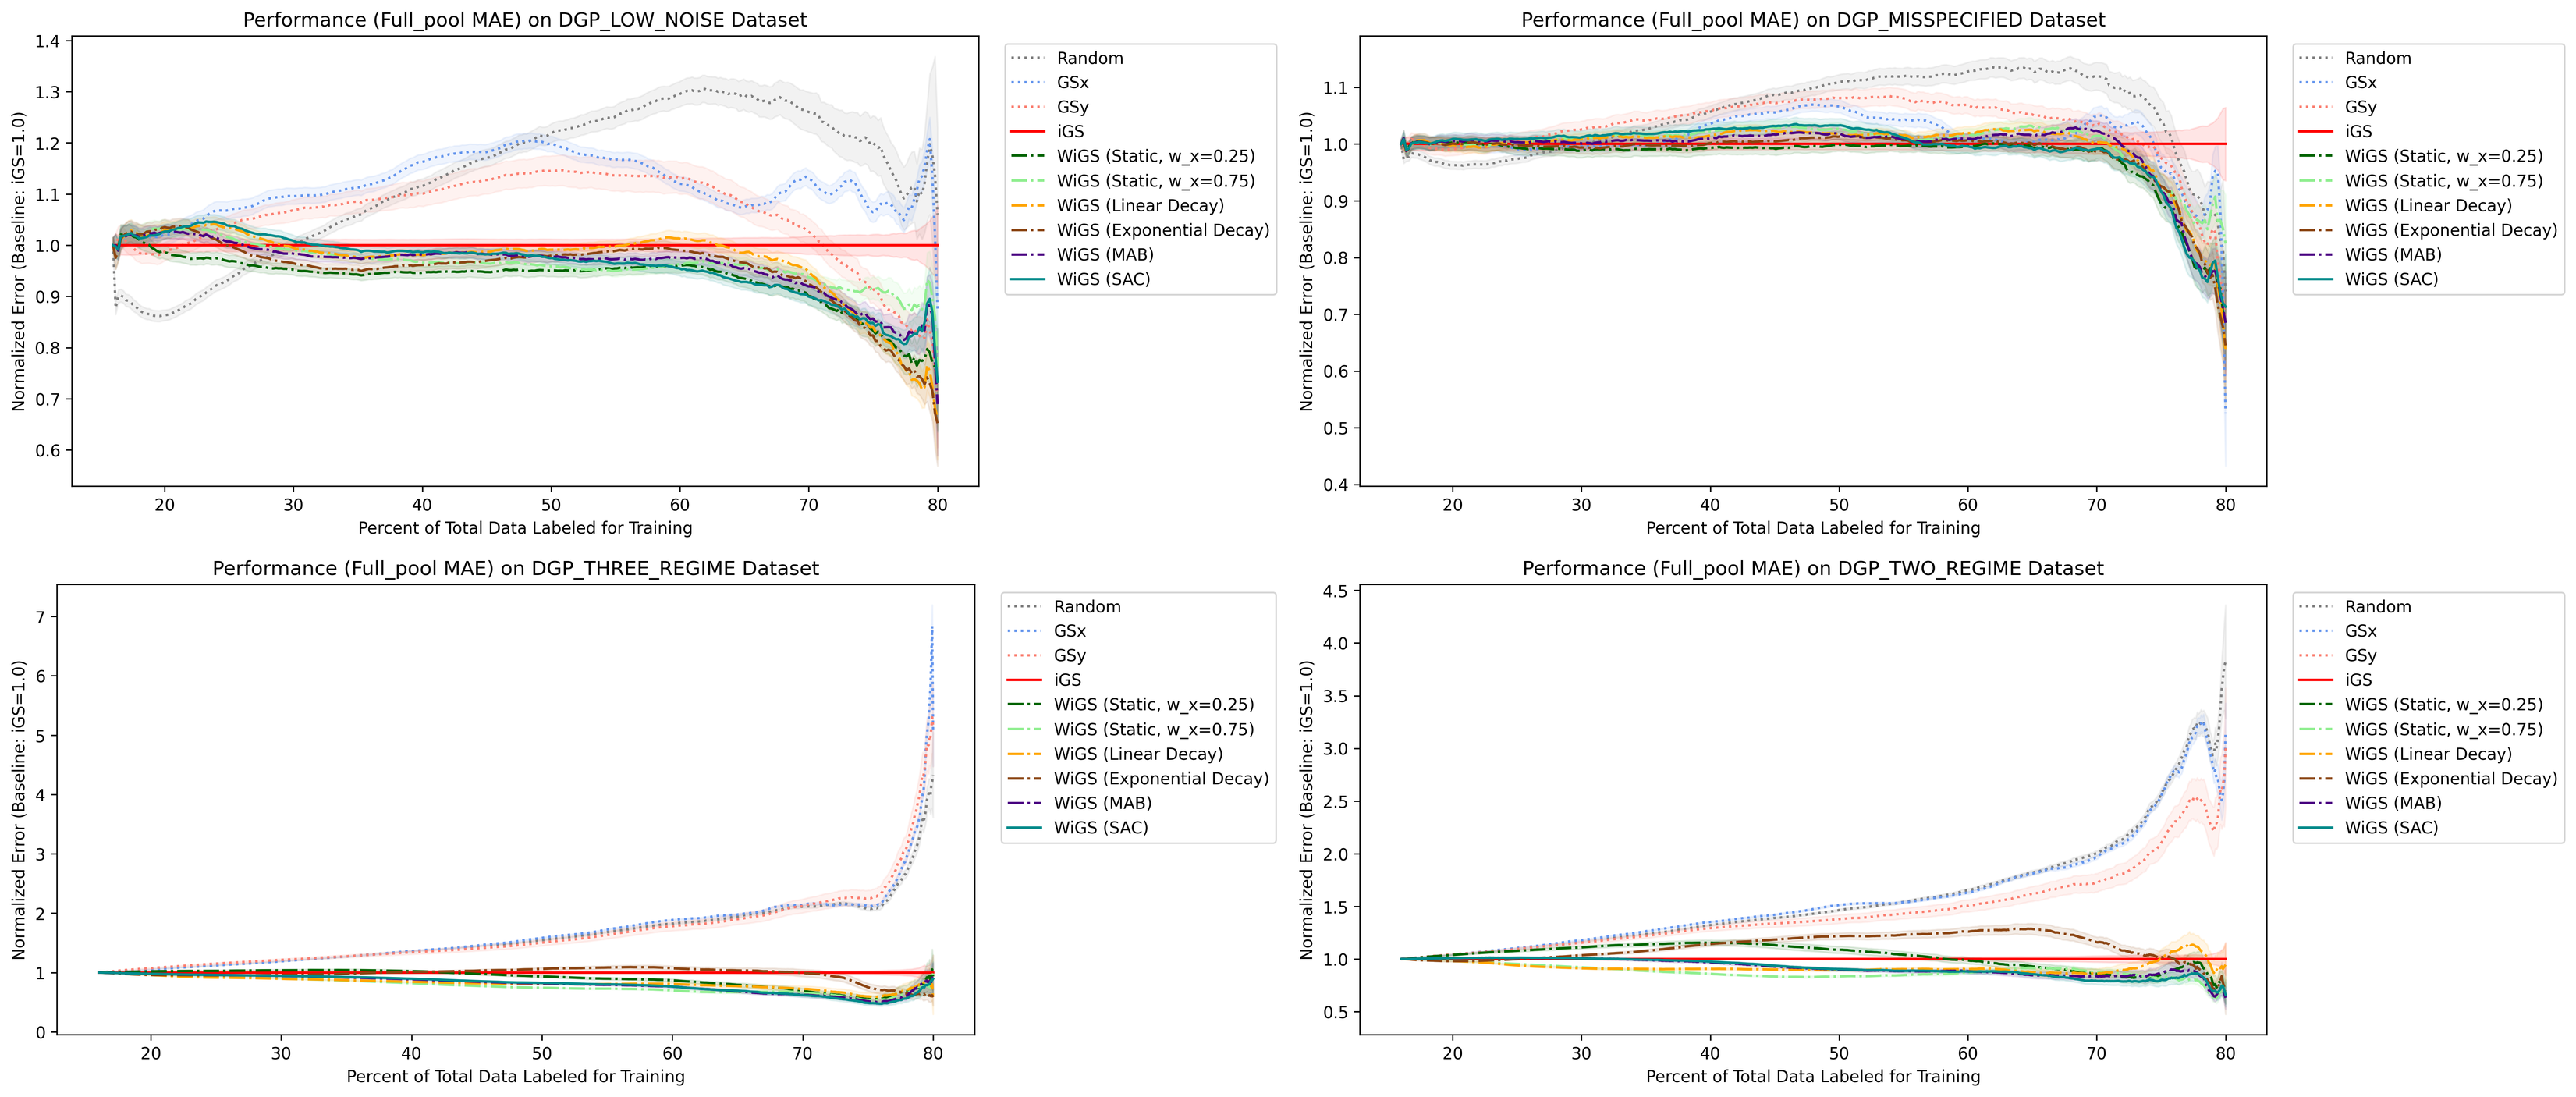 Performance (Full_pool MAE) on DGP_LOW_NOISE Dataset
Normalized Error (Baseline: iGS=1.0)
1.4
1.3
1.2
1.1
1.0
0.9
0.8
0.7
0.6
20 30 40 50 60 70 80
Percent of Total Data Labeled for Training
Random
GSx
GSy
iGS
WiGS (Static, w_x=0.25)
WiGS (Static, w_x=0.75)
WiGS (Linear Decay)
WiGS (Exponential Decay)
WiGS (MAB)
WiGS (SAC)
Performance (Full_pool MAE) on DGP_MISSPECIFIED Dataset
Normalized Error (Baseline: iGS=1.0)
1.1
1.0
0.9
0.8
0.7
0.6
0.5
0.4
20 30 40 50 60 70 80
Percent of Total Data Labeled for Training
Random
GSx
GSy
iGS
WiGS (Static, w_x=0.25)
WiGS (Static, w_x=0.75)
WiGS (Linear Decay)
WiGS (Exponential Decay)
WiGS (MAB)
WiGS (SAC)
Performance (Full_pool MAE) on DGP_THREE_REGIME Dataset
Normalized Error (Baseline: iGS=1.0)
7
6
5
4
3
2
1
0
20 30 40 50 60 70 80
Percent of Total Data Labeled for Training
Random
GSx
GSy
iGS
WiGS (Static, w_x=0.25)
WiGS (Static, w_x=0.75)
WiGS (Linear Decay)
WiGS (Exponential Decay)
WiGS (MAB)
WiGS (SAC)
Performance (Full_pool MAE) on DGP_TWO_REGIME Dataset
Normalized Error (Baseline: iGS=1.0)
4.5
4.0
3.5
3.0
2.5
2.0
1.5
1.0
0.5
20 30 40 50 60 70 80
Percent of Total Data Labeled for Training
Random
GSx
GSy
iGS
WiGS (Static, w_x=0.25)
WiGS (Static, w_x=0.75)
WiGS (Linear Decay)
WiGS (Exponential Decay)
WiGS (MAB)
WiGS (SAC)